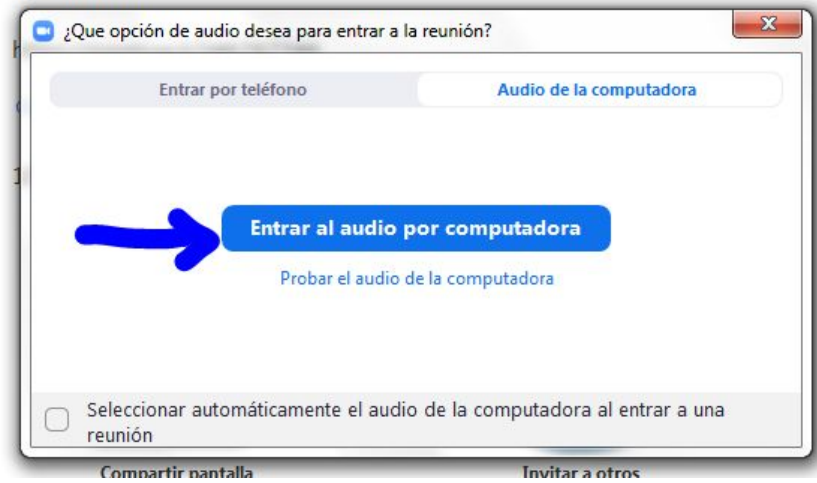 ¿Que opción de audio desea para entrar a la reunión?
Entrar por teléfono Audio de la computadora
Entrar al audio por computadora
Probar el audio de la computadora
Seleccionar automáticamente el audio de la computadora al entrar a una
reunión
Compartir pantalla Invitar a otros